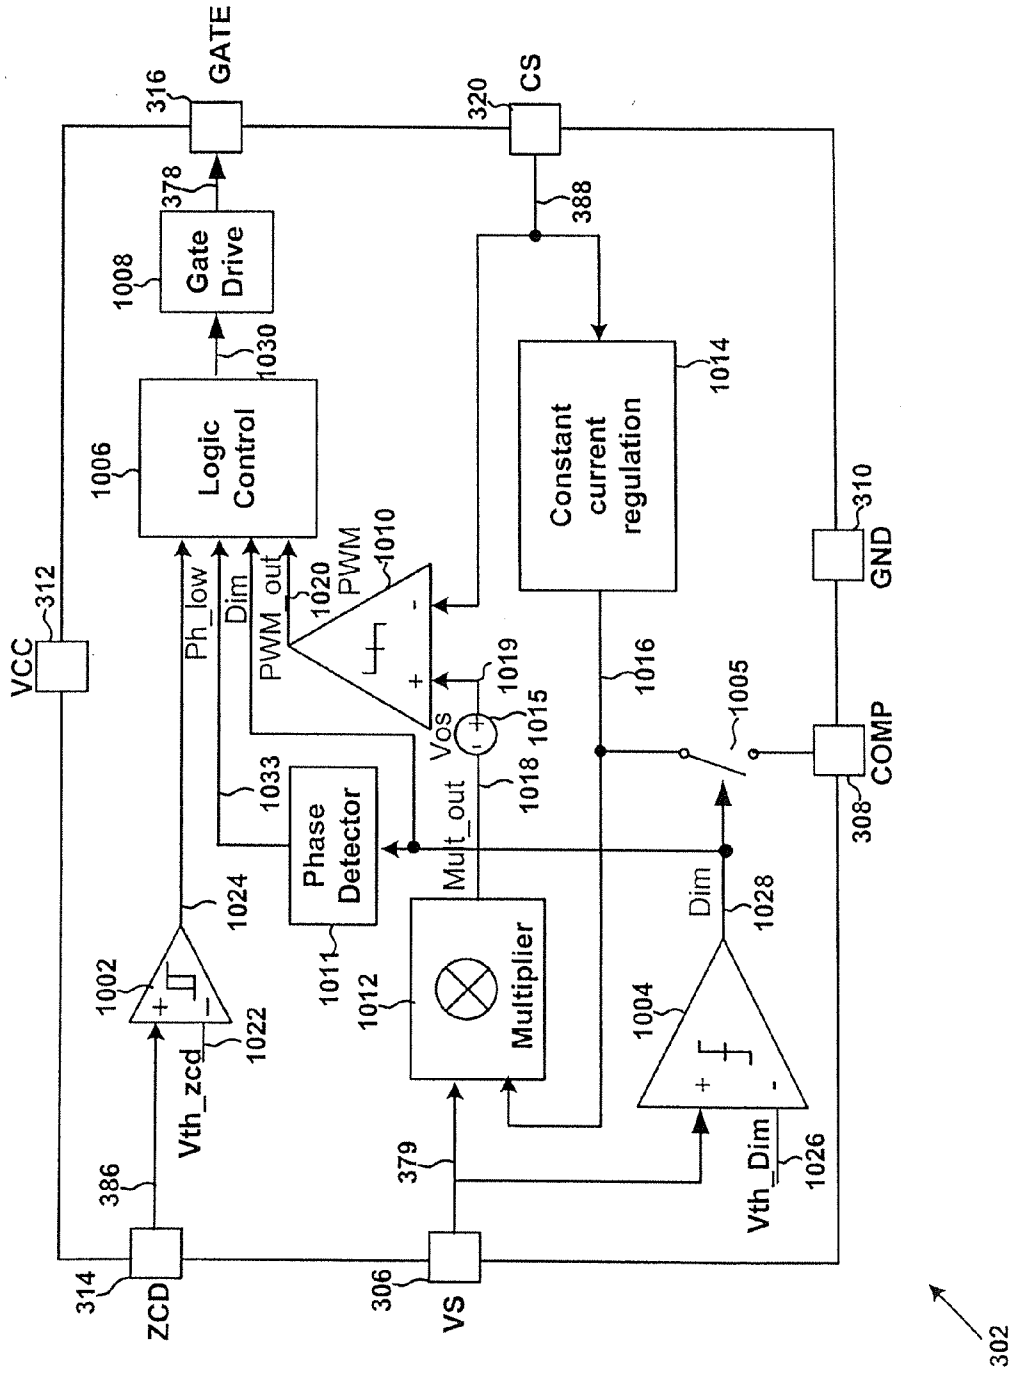 VCC
312
314
ZCD
386
Vth_zcd
1022
1002
+
-
1024
1033
Ph_low
Dim
PWM_out
1020
PWM
1010
1006
Logic
Control
1030
1008
Gate
Drive
378
316
GATE
Phase
Detector
1011
306
VS
379
1012
Multiplier
Mult_out
1018
Vos
-
+
1015
1019
+
-
320
CS
388
Constant
current
regulation
1014
1016
1005
Vth_Dim
1026
+
-
1004
Dim
1028
308
COMP
310
GND
302